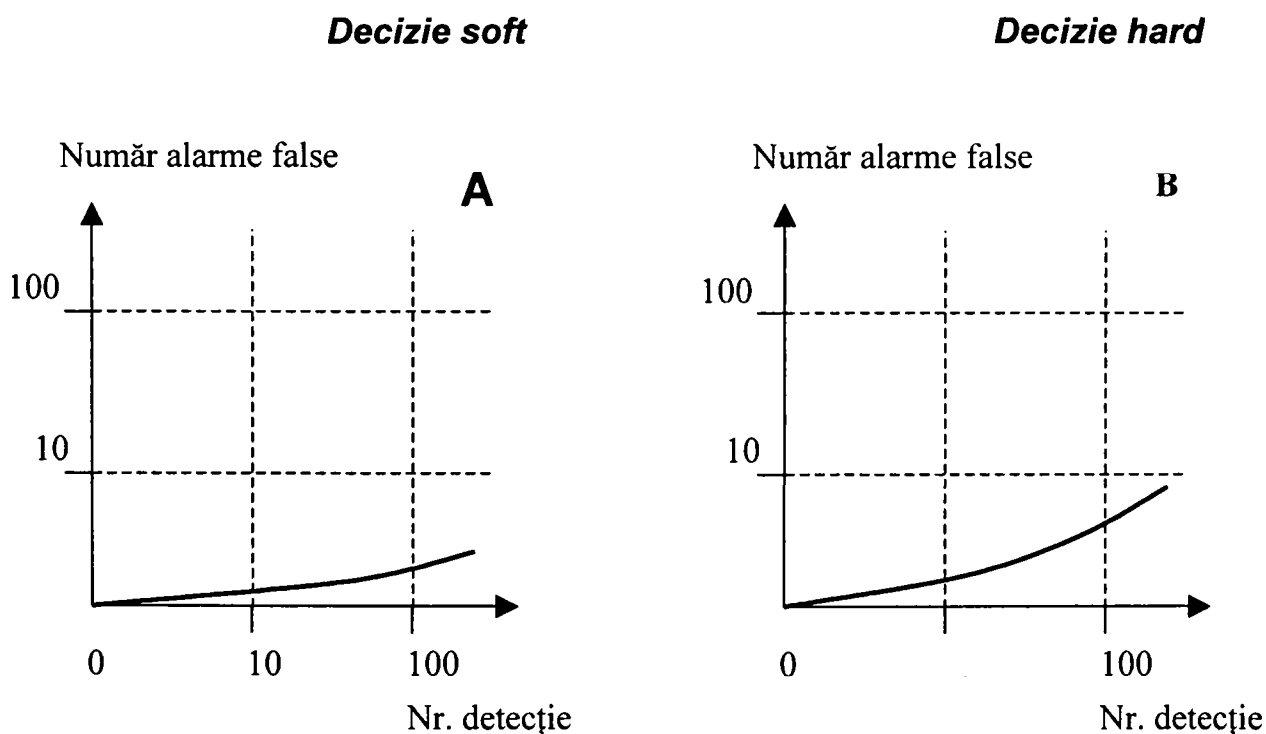 Decizie soft
Decizie hard
Număr alarme false
A
100
10
0 10 100
Nr. detecție
Număr alarme false
B
100
10
0 100
Nr. detecție